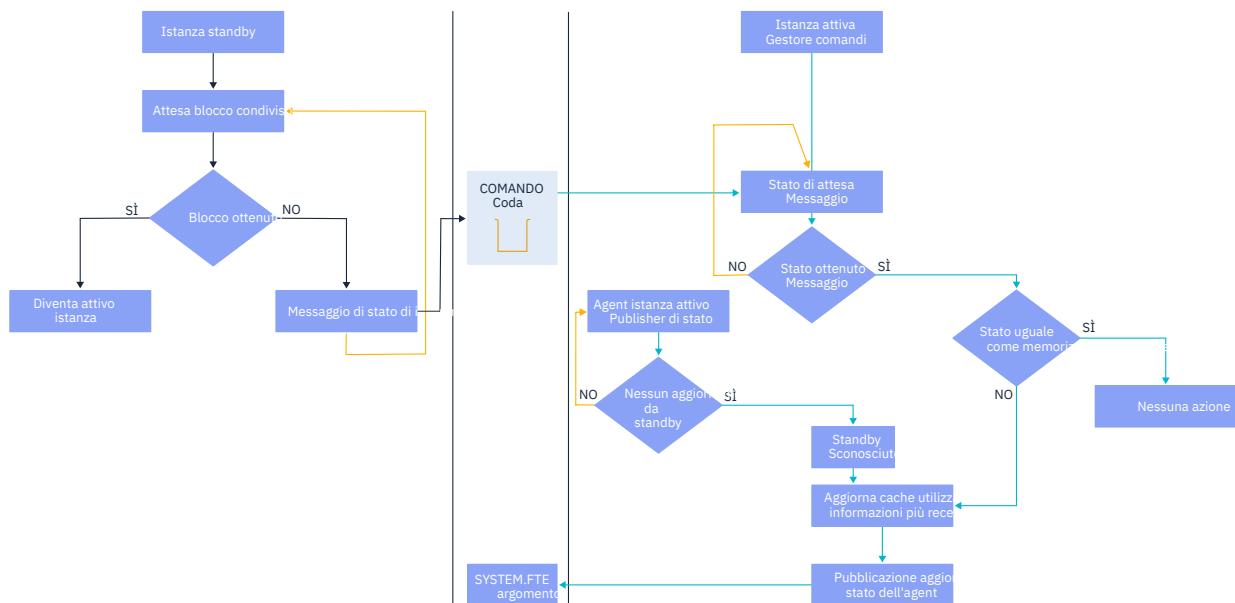 Istanza standby
Attesa blocco condivis
Blocco ottenut
SÌ
NO
Diventa attivo
istanza
Messaggio di stato di
COMANDO
Coda
Istanza attiva
Gestore comandi
Stato di attesa
Messaggio
Stato ottenuto
Messaggio
NO
SÌ
Agent istanza attivo
Publisher di stato
Nessun aggior
da
standby
NO
SÌ
Stato uguale
come memori
SÌ
NO
Nessuna azione
Standby
Sconosciuto
Aggiorna cache utilizz
informazioni più rece
Pubblicazione aggior
stato dell'agent
SYSTEM.FTE
argomento